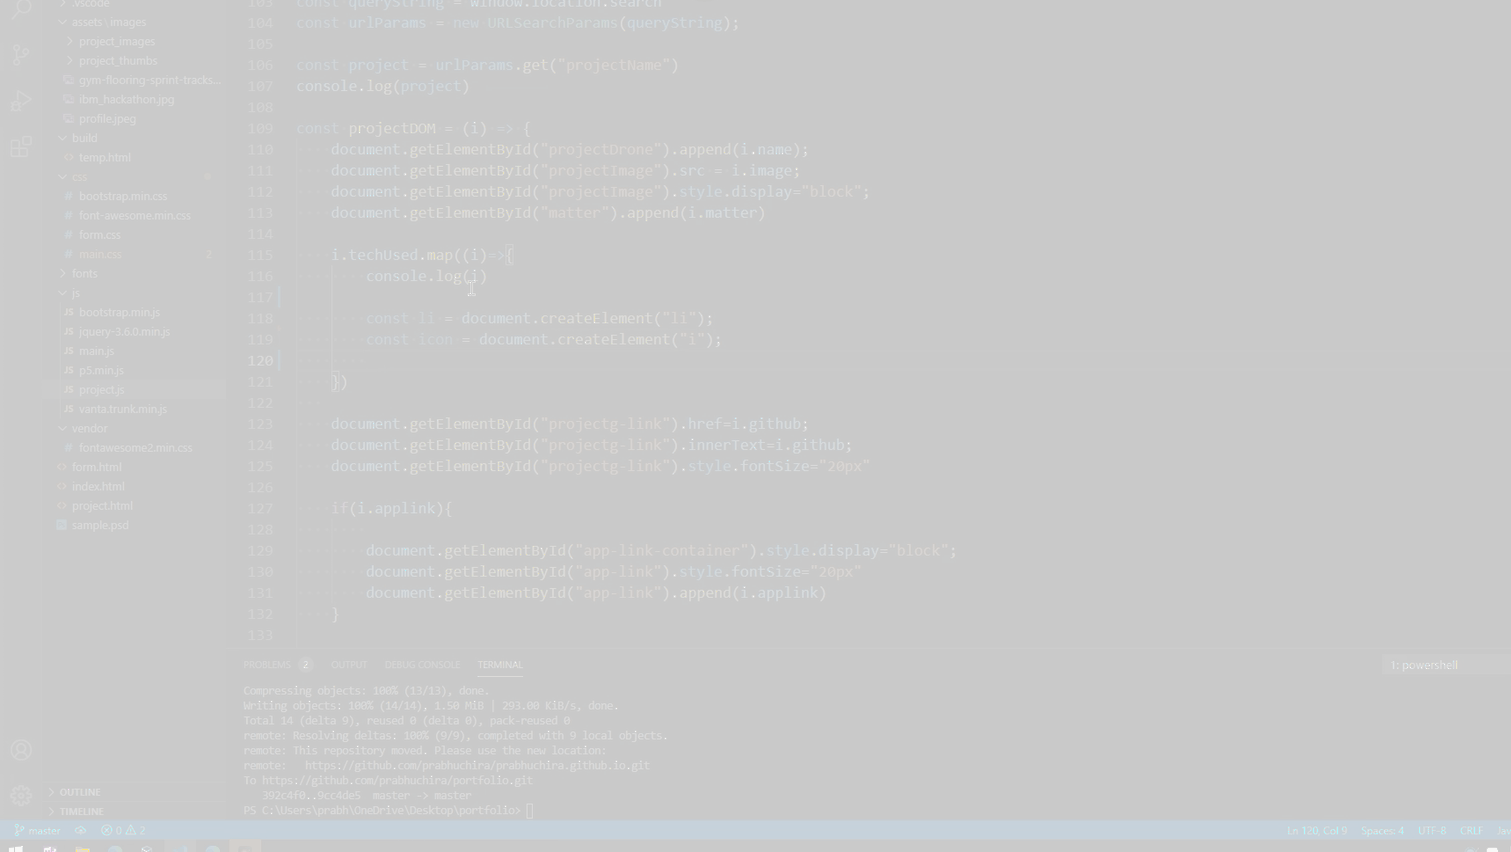 .vscode
assets\images
project_images
project_thumbs
gym-flooring-sprint-tracks...
ibm_hackathon.jpg
profile.jpeg
build
temp.html
css
bootstrap.min.css
font-awesome.min.css
form.css
main.css 2
fonts
js
bootstrap.min.js
jquery-3.6.0.min.js
main.js
p5.min.js
project.js
vanta.trunk.min.js
vendor
fontawesome2.min.css
form.html
index.html
project.html
sample.psd
OUTLINE
TIMELINE
103 const queryString = window.location.search
104 const urlParams = new URLSearchParams(queryString);
105
106 const project = urlParams.get("projectName")
107 console.log(project)
108
109 const projectDOM = (i) => {
110 document.getElementById("projectDrone").append(i.name);
111 document.getElementById("projectImage").src = i.image;
112 document.getElementById("projectImage").style.display="block";
113 document.getElementById("matter").append(i.matter)
114
115 i.techUsed.map((i)=>{
116 console.log(i)
117
118 const li = document.createElement("li");
119 const icon = document.createElement("i");
120
121 })
122
123 document.getElementById("projectg-link").href=i.github;
124 document.getElementById("projectg-link").innerText=i.github;
125 document.getElementById("projectg-link").style.fontSize="20px"
126
127 if(i.applink){
128
129 document.getElementById("app-link-container").style.display="block";
130 document.getElementById("app-link").style.fontSize="20px"
131 document.getElementById("app-link").append(i.applink)
132 }
133
PROBLEMS 2 OUTPUT DEBUG CONSOLE TERMINAL 1: powershell
Compressing objects: 100% (13/13), done.
Writing objects: 100% (14/14), 1.50 MiB | 293.00 KiB/s, done.
Total 14 (delta 9), reused 0 (delta 0), pack-reused 0
remote: Resolving deltas: 100% (9/9), completed with 9 local objects.
remote: This repository moved. Please use the new location:
remote: https://github.com/prabhuchira/prabhuchira.github.io.git
To https://github.com/prabhuchira/portfolio.git
392c4f0..9cc4de5 master -> master
PS C:\Users\prabh\OneDrive\Desktop\portfolio>
master 0 2 Ln 120, Col 9 Spaces: 4 UTF-8 CRLF